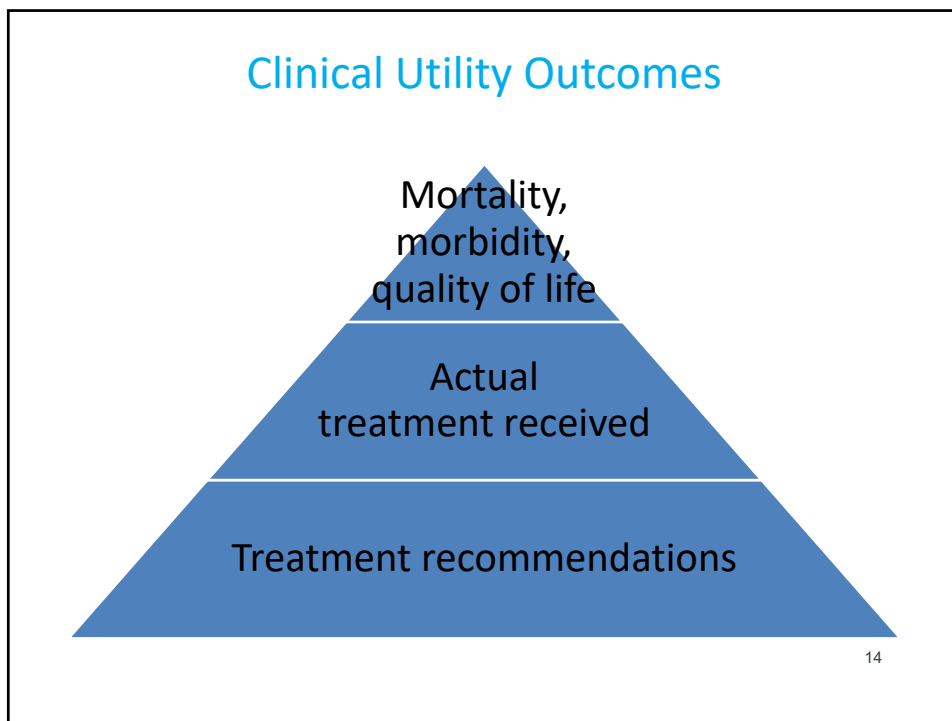 Clinical Utility Outcomes
Mortality,
morbidity,
quality of life
Actual
treatment received
Treatment recommendations
14